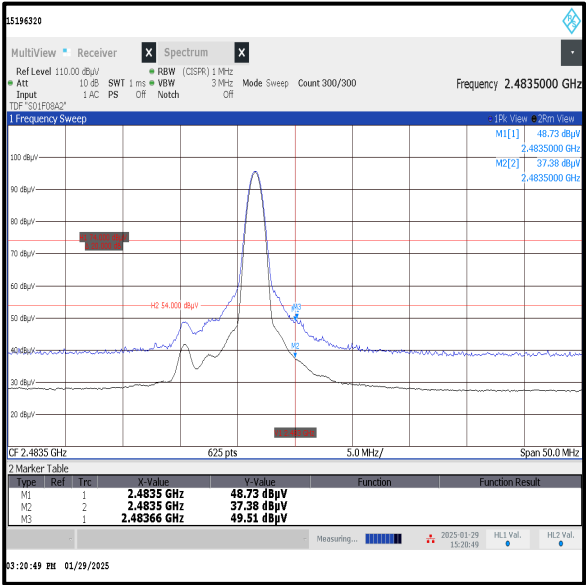 15196320
MultiView Receiver X Spectrum X
Ref Level 110.00 dBµV RBW (CISPR) 1 MHz
Att 10 dB SWT 1 ms VBW 3 MHz Mode Sweep Count 300/300 Frequency 2.4835000 GHz
Input 1 AC PS Off Notch Off
TDF "S01F08A2"
1 Frequency Sweep 1Pk View 2Rm View
M1[1] 48.73 dBµV
2.4835000 GHz
M2[2] 37.38 dBµV
2.4835000 GHz
100 dBµV
90 dBµV
80 dBµV
70 dBµV
60 dBµV
H2 54.000 dBµV
M3
50 dBµV
M2
40 dBµV
30 dBµV
20 dBµV
CF 2.4835 GHz 625 pts 5.0 MHz/ Span 50.0 MHz
2 Marker Table
Type Ref Trc X-Value Y-Value Function Function Result
M1 1 2.4835 GHz 48.73 dBµV
M2 2 2.4835 GHz 37.38 dBµV
M3 1 2.48366 GHz 49.51 dBµV
Measuring... 2025-01-29 HL1 Val. HL2 Val.
15:20:49
03:20:49 PM 01/29/2025